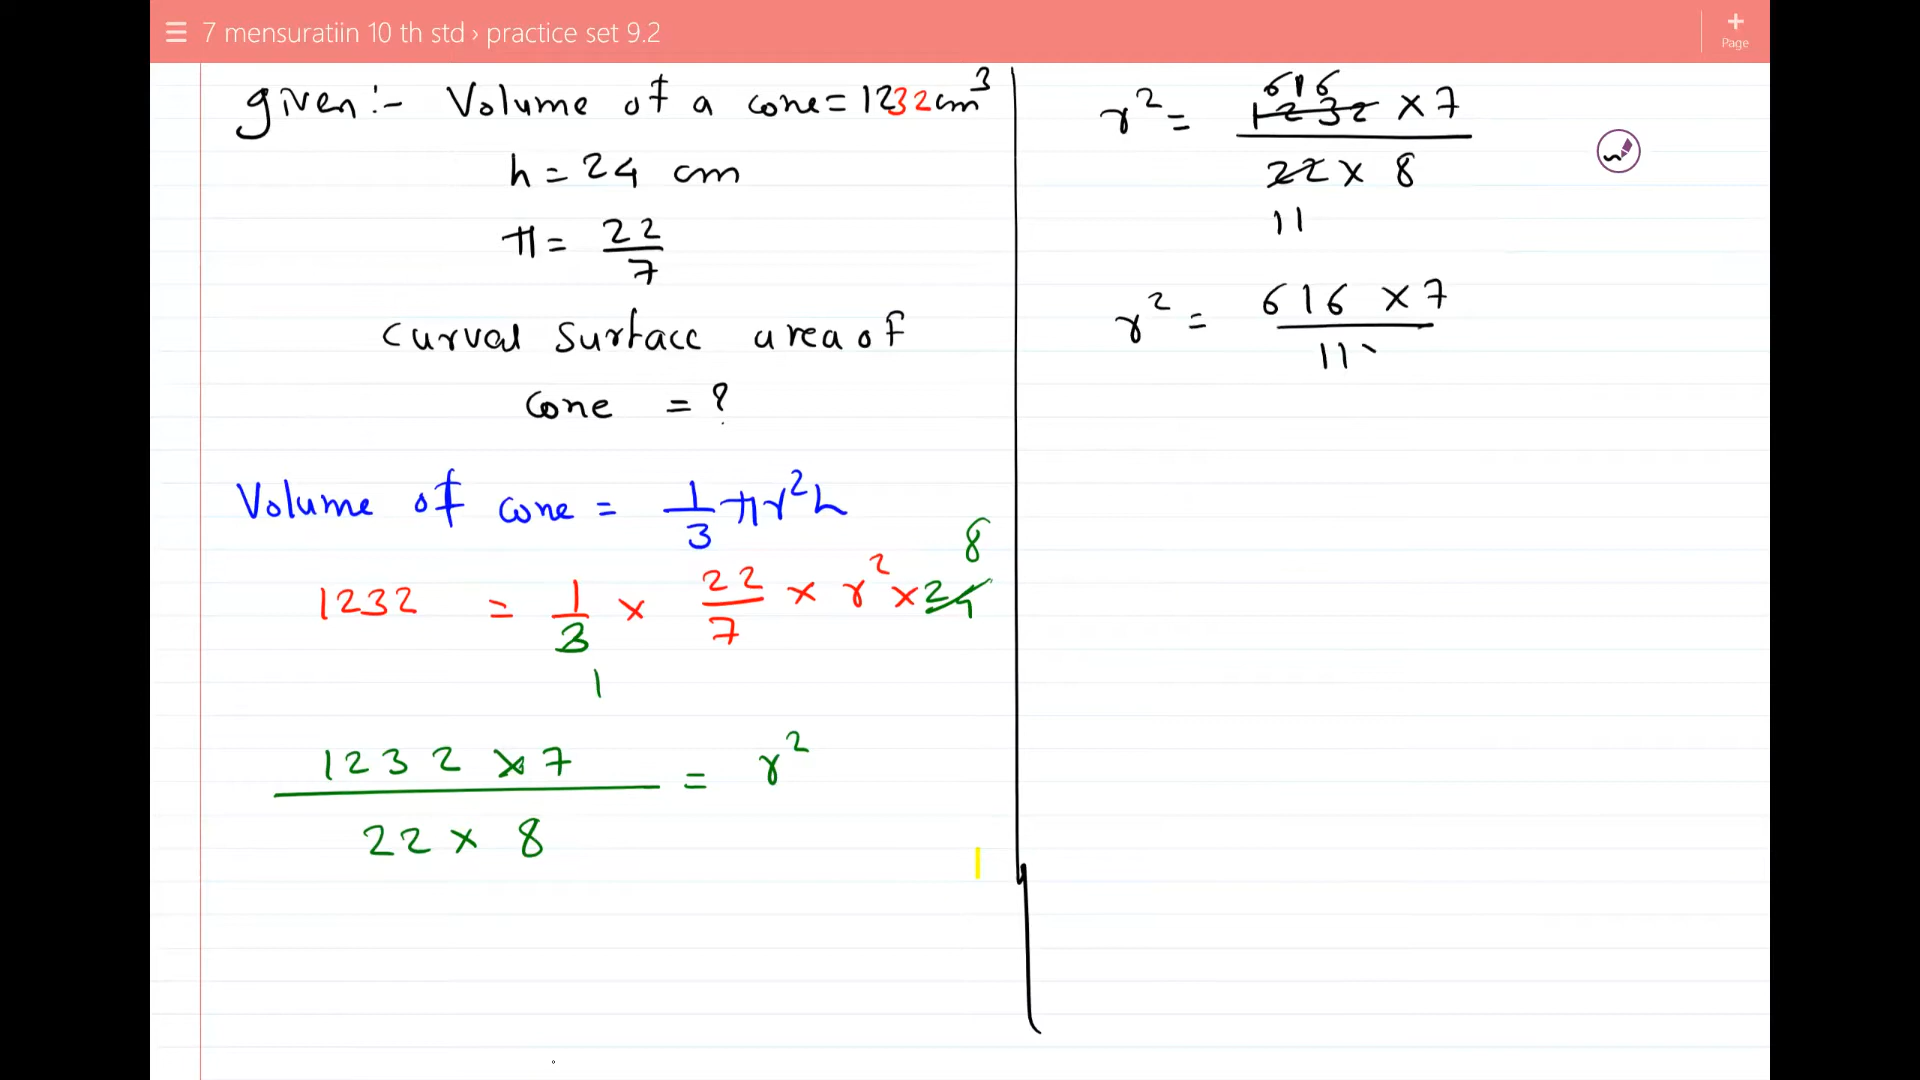 7 mensuratiin 10 th std › practice set 9.2
+
Page
given :- Volume of a cone = 1232 cm³
h = 24 cm
π = 22/7
curved surface area of
cone = ?
Volume of cone = 1/3 πr²h
8
1232 = 1/3 × 22/7 × r² × 24
1
1232 × 7 / 22 × 8 = r²
616
r² = 1232 × 7 / 22 × 8
11
r² = 616 × 7 / 11